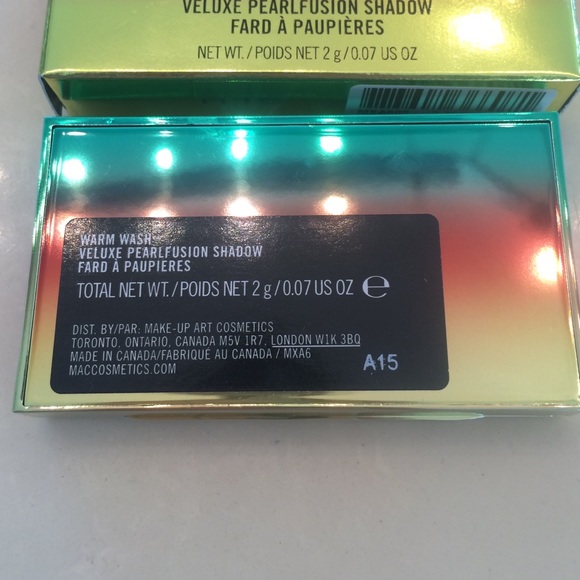 VELUXE PEARLFUSION SHADOW
FARD À PAUPIÈRES
NET WT./POIDS NET 2 g/0.07 US OZ
WARM WASH
VELUXE PEARLFUSION SHADOW
FARD À PAUPIERES
TOTAL NET WT./POIDS NET 2 g/0.07 US OZ ℮
DIST. BY/PAR: MAKE-UP ART COSMETICS
TORONTO, ONTARIO, CANADA M5V 1R7, LONDON W1K 3BQ
MADE IN CANADA/FABRIQUÉ AU CANADA / MXA6
MACCOSMETICS.COM
A15